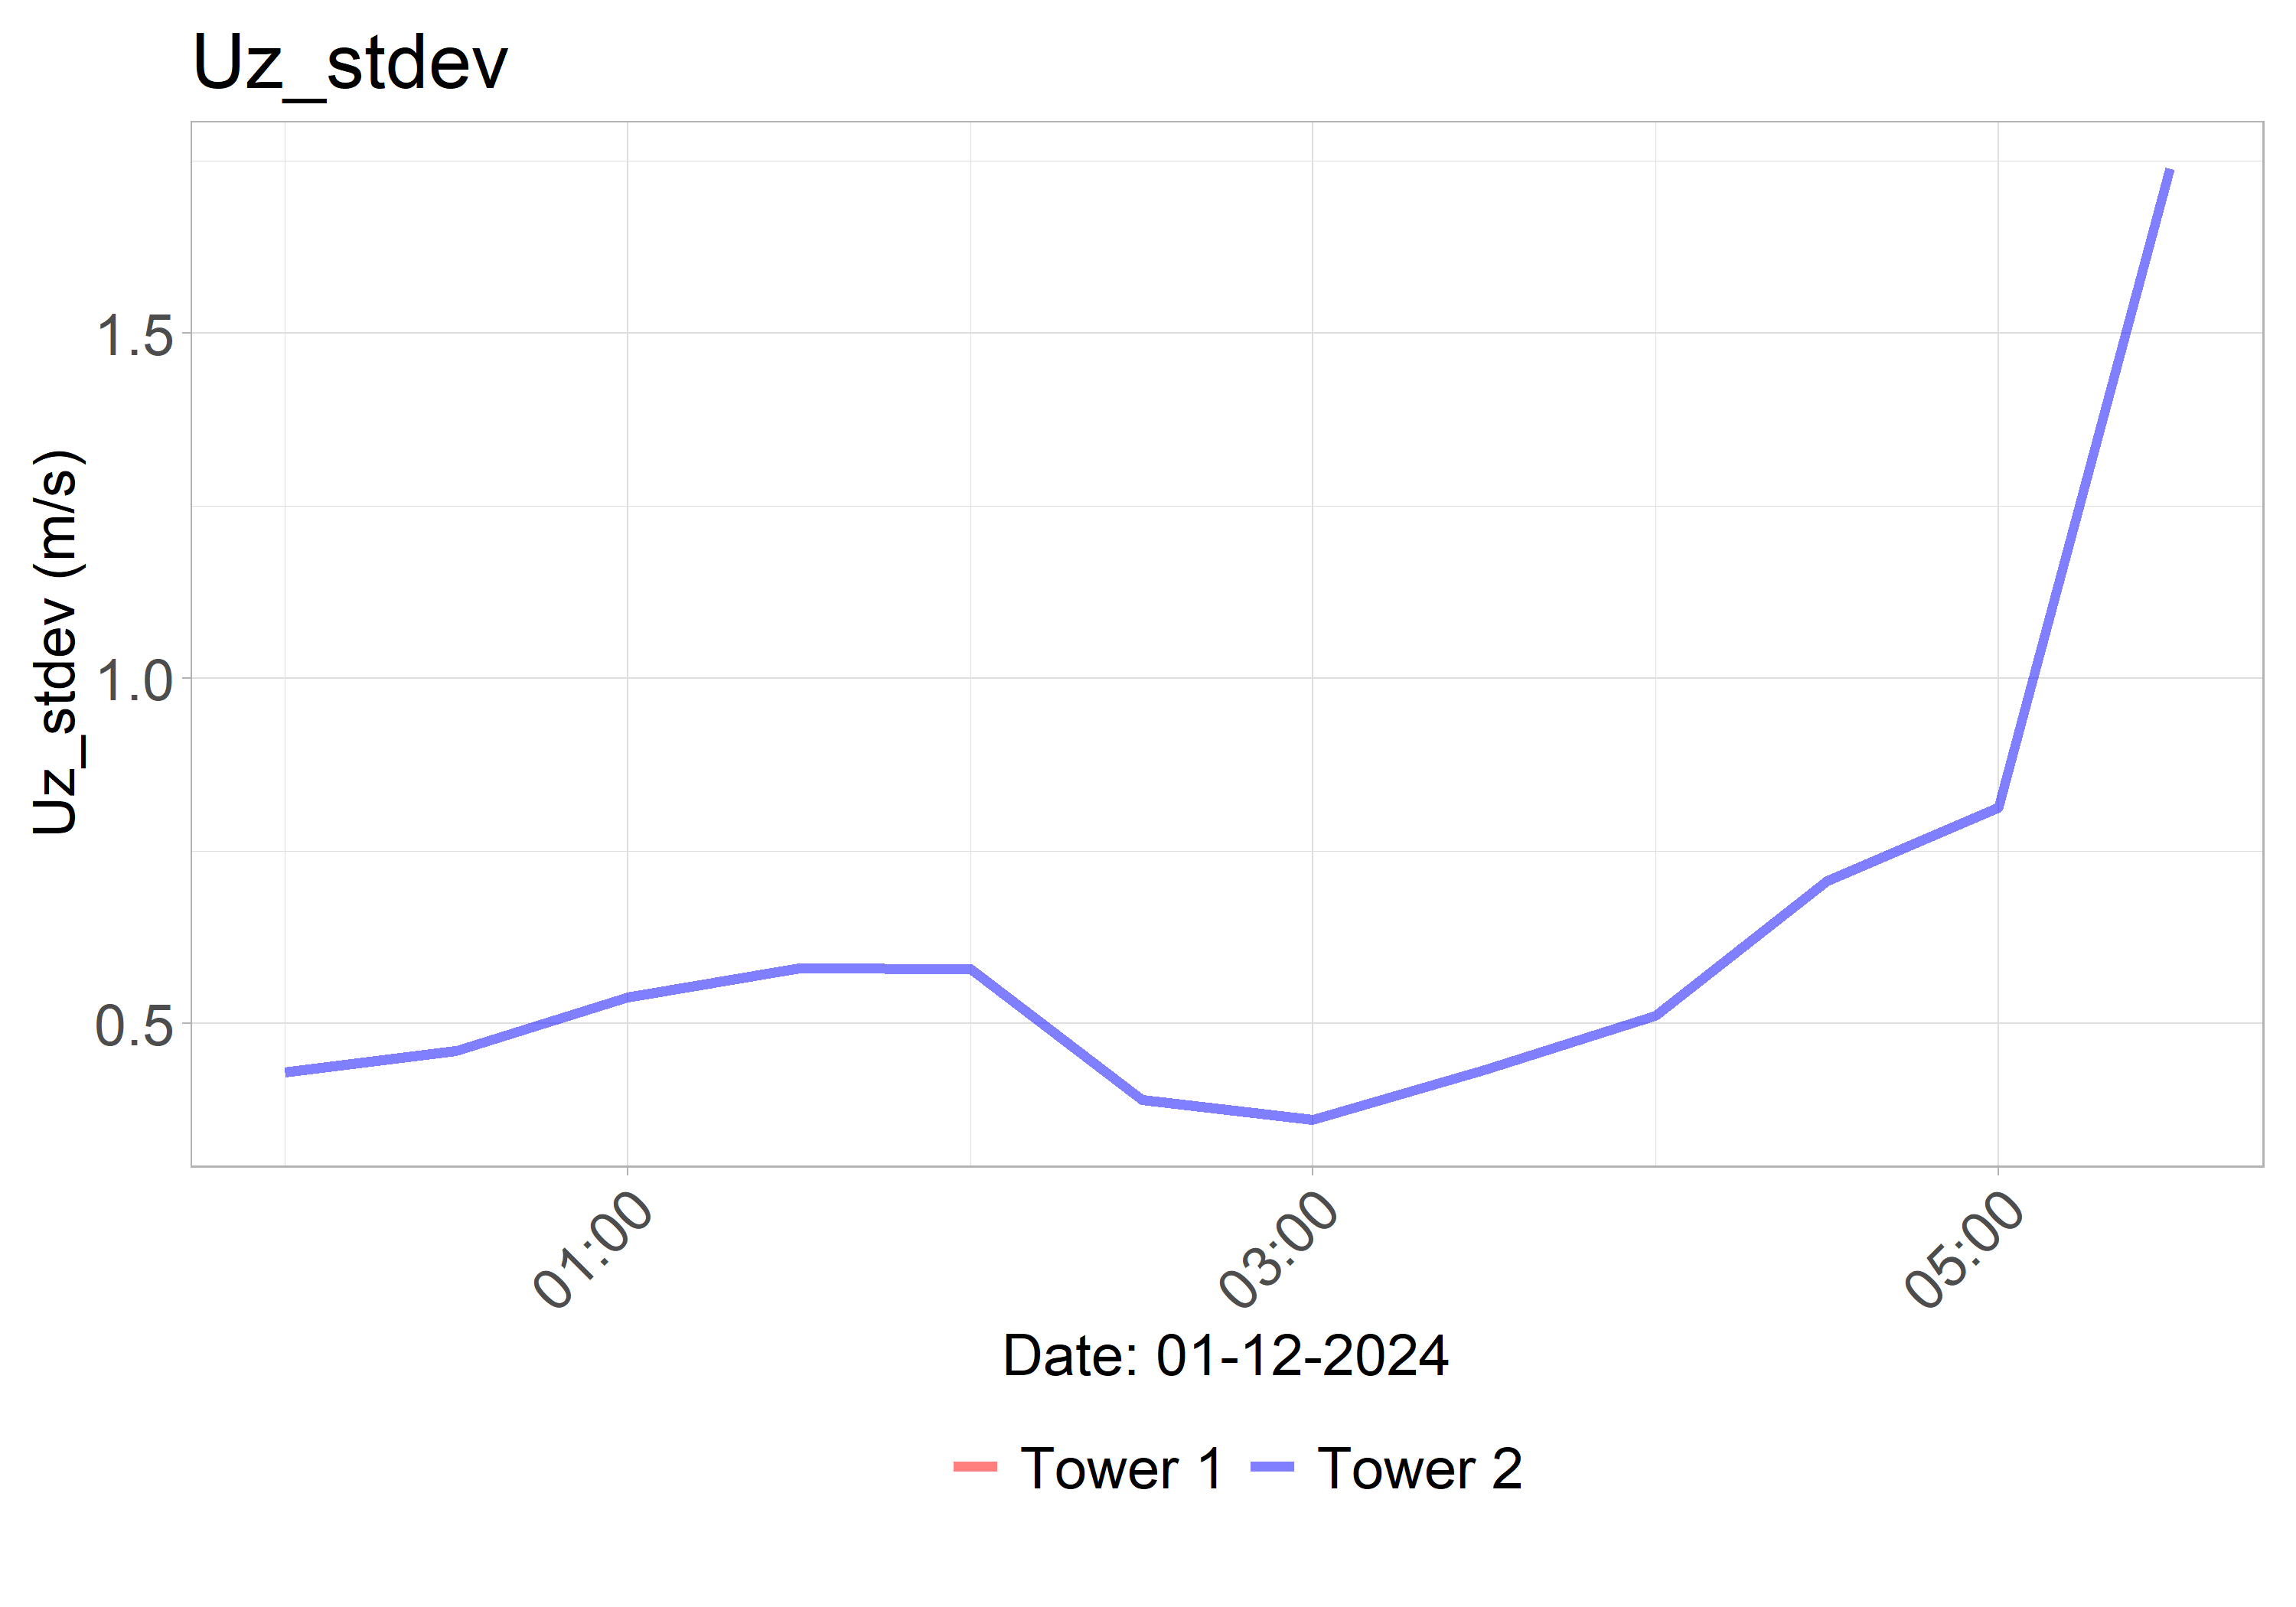 Uz_stdev
Uz_stdev (m/s)
1.5
1.0
0.5
01:00
03:00
05:00
Date: 01-12-2024
Tower 1
Tower 2